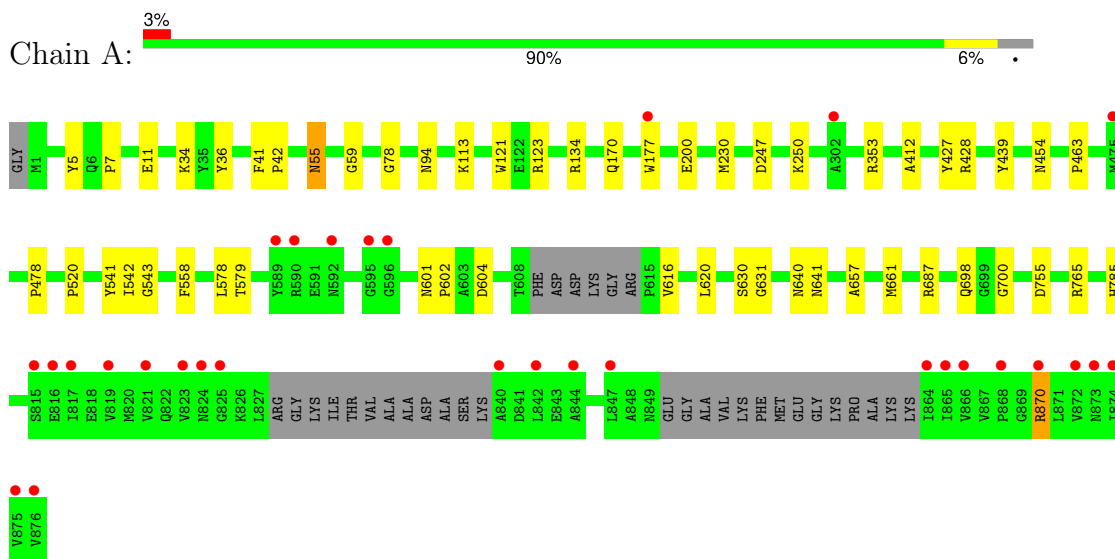 3%
Chain A:
90% 6% •
GLY M1 Y5 Q6 P7 E11 K34 Y35 Y36 F41 P42 N55 G59 G78 N94 K113 W121 E122 R123 R134 Q170 W177 E200 M230 D247 K250 A302 R353 A412 Y427 R428 Y439 N454 P463 M475
P478 P520 Y541 I542 G543 F558 L578 T579 Y589 R590 E591 N592 G595 G596 N601 P602 A603 D604 T608 PHE ASP ASP LYS GLY ARG P615 V616 L620 S630 G631 N640 N641 A657 M661 R687 Q698 G699 G700 D755 R765
S815 E816 I817 E818 V819 M820 V821 Q822 V823 N824 G825 K826 L827 ARG GLY LYS ILE THR VAL ALA ALA ASP ALA SER LYS A840 D841 L842 E843 A844 L847 A848 N849 GLU GLY ALA VAL LYS PHE MET GLU GLY LYS PRO ALA LYS LYS I864 I865 V866 V867 P868 G869 R870 L871 V872 N873 I874
V875 V876